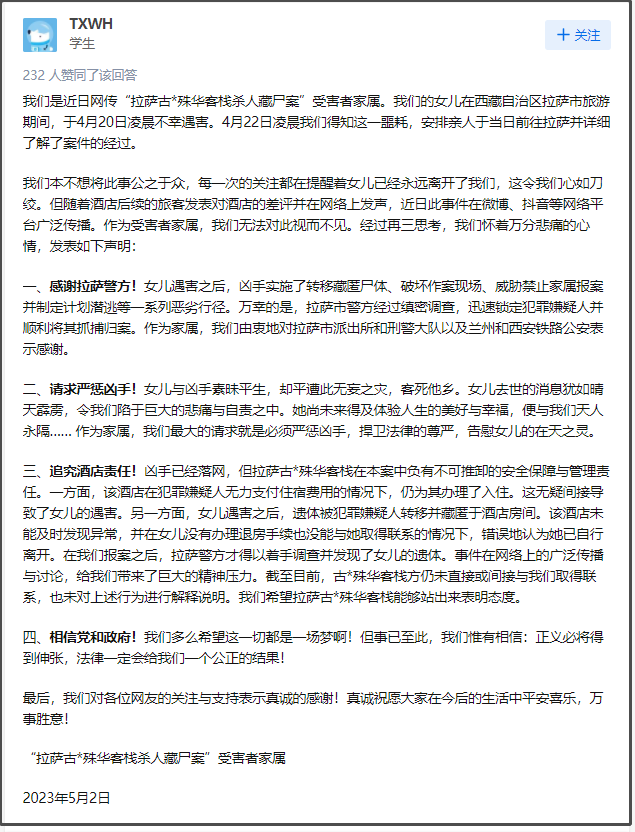 TXWH
学生
+ 关注
232 人赞同了该回答
我们是近日网传“拉萨古*殊华客栈杀人藏尸案”受害者家属。我们的女儿在西藏自治区拉萨市旅游
期间，于4月20日凌晨不幸遇害。4月22日凌晨我们得知这一噩耗，安排亲人于当日前往拉萨并详细
了解了案件的经过。
我们本不想将此事公之于众，每一次的关注都在提醒着女儿已经永远离开了我们，这令我们心如刀
绞。但随着酒店后续的旅客发表对酒店的差评并在网络上发声，近日此事件在微博、抖音等网络平
台广泛传播。作为受害者家属，我们无法对此视而不见。经过再三思考，我们怀着万分悲痛的心
情，发表如下声明：
一、感谢拉萨警方！女儿遇害之后，凶手实施了转移藏匿尸体、破坏作案现场、威胁禁止家属报案
并制定计划潜逃等一系列恶劣行径。万幸的是，拉萨市警方经过缜密调查，迅速锁定犯罪嫌疑人并
顺利将其抓捕归案。作为家属，我们由衷地对拉萨市派出所和刑警大队以及兰州和西安铁路公安表
示感谢。
二、请求严惩凶手！女儿与凶手素昧平生，却平遭此无妄之灾，客死他乡。女儿去世的消息犹如晴
天霹雳，令我们陷于巨大的悲痛与自责之中。她尚未来得及体验人生的美好与幸福，便与我们天人
永隔…… 作为家属，我们最大的请求就是必须严惩凶手，捍卫法律的尊严，告慰女儿的在天之灵。
三、追究酒店责任！凶手已经落网，但拉萨古*殊华客栈在本案中负有不可推卸的安全保障与管理责
任。一方面，该酒店在犯罪嫌疑人无力支付住宿费用的情况下，仍为其办理了入住。这无疑间接导
致了女儿的遇害。另一方面，女儿遇害之后，遗体被犯罪嫌疑人转移并藏匿于酒店房间。该酒店未
能及时发现异常，并在女儿没有办理退房手续也没能与她取得联系的情况下，错误地认为她已自行
离开。在我们报案之后，拉萨警方才得以着手调查并发现了女儿的遗体。事件在网络上的广泛传播
与讨论，给我们带来了巨大的精神压力。截至目前，古*殊华客栈方仍未直接或间接与我们取得联
系，也未对上述行为进行解释说明。我们希望拉萨古*殊华客栈能够站出来表明态度。
四、相信党和政府！我们多么希望这一切都是一场梦啊！但事已至此，我们惟有相信：正义必将得
到伸张，法律一定会给我们一个公正的结果！
最后，我们对各位网友的关注与支持表示真诚的感谢！真诚祝愿大家在今后的生活中平安喜乐，万
事胜意！
“拉萨古*殊华客栈杀人藏尸案”受害者家属
2023年5月2日